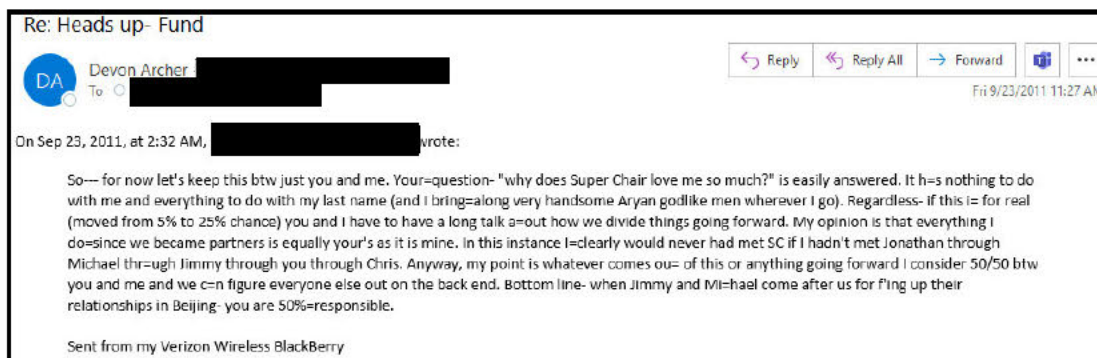 Re: Heads up- Fund
DA
Devon Archer
To
Reply
Reply All
Forward
Fri 9/23/2011 11:27 AM
On Sep 23, 2011, at 2:32 AM, wrote:
So--- for now let's keep this btw just you and me. Your=question- "why does Super Chair love me so much?" is easily answered. It h=s nothing to do
with me and everything to do with my last name (and I bring=along very handsome Aryan godlike men wherever I go). Regardless- if this i= for real
(moved from 5% to 25% chance) you and I have to have a long talk a=out how we divide things going forward. My opinion is that everything I
do=since we became partners is equally your's as it is mine. In this instance I=clearly would never had met SC if I hadn't met Jonathan through
Michael thr=ugh Jimmy through you through Chris. Anyway, my point is whatever comes ou= of this or anything going forward I consider 50/50 btw
you and me and we c=n figure everyone else out on the back end. Bottom line- when Jimmy and Mi=hael come after us for f'ing up their
relationships in Beijing- you are 50%=responsible.
Sent from my Verizon Wireless BlackBerry